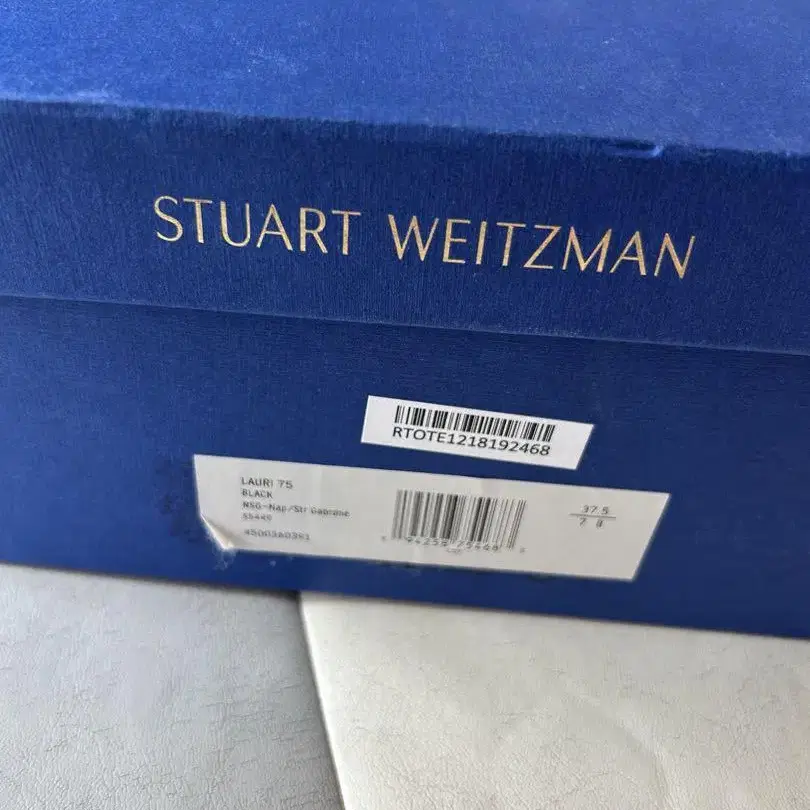 STUART WEITZMAN
RTOTE1218192468
LAURI 75
BLACK
NSG-Nap/Str Gabrdne
37.5
7 B